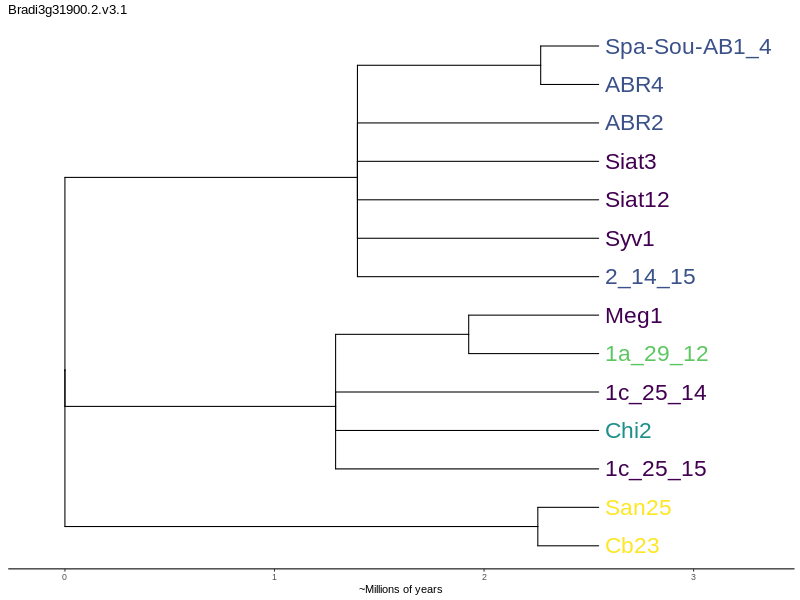 Bradi3g31900.2.v3.1
Spa-Sou-AB1_4
ABR4
ABR2
Siat3
Siat12
Syv1
2_14_15
Meg1
1a_29_12
1c_25_14
Chi2
1c_25_15
San25
Cb23
0 1 2 3
~Millions of years